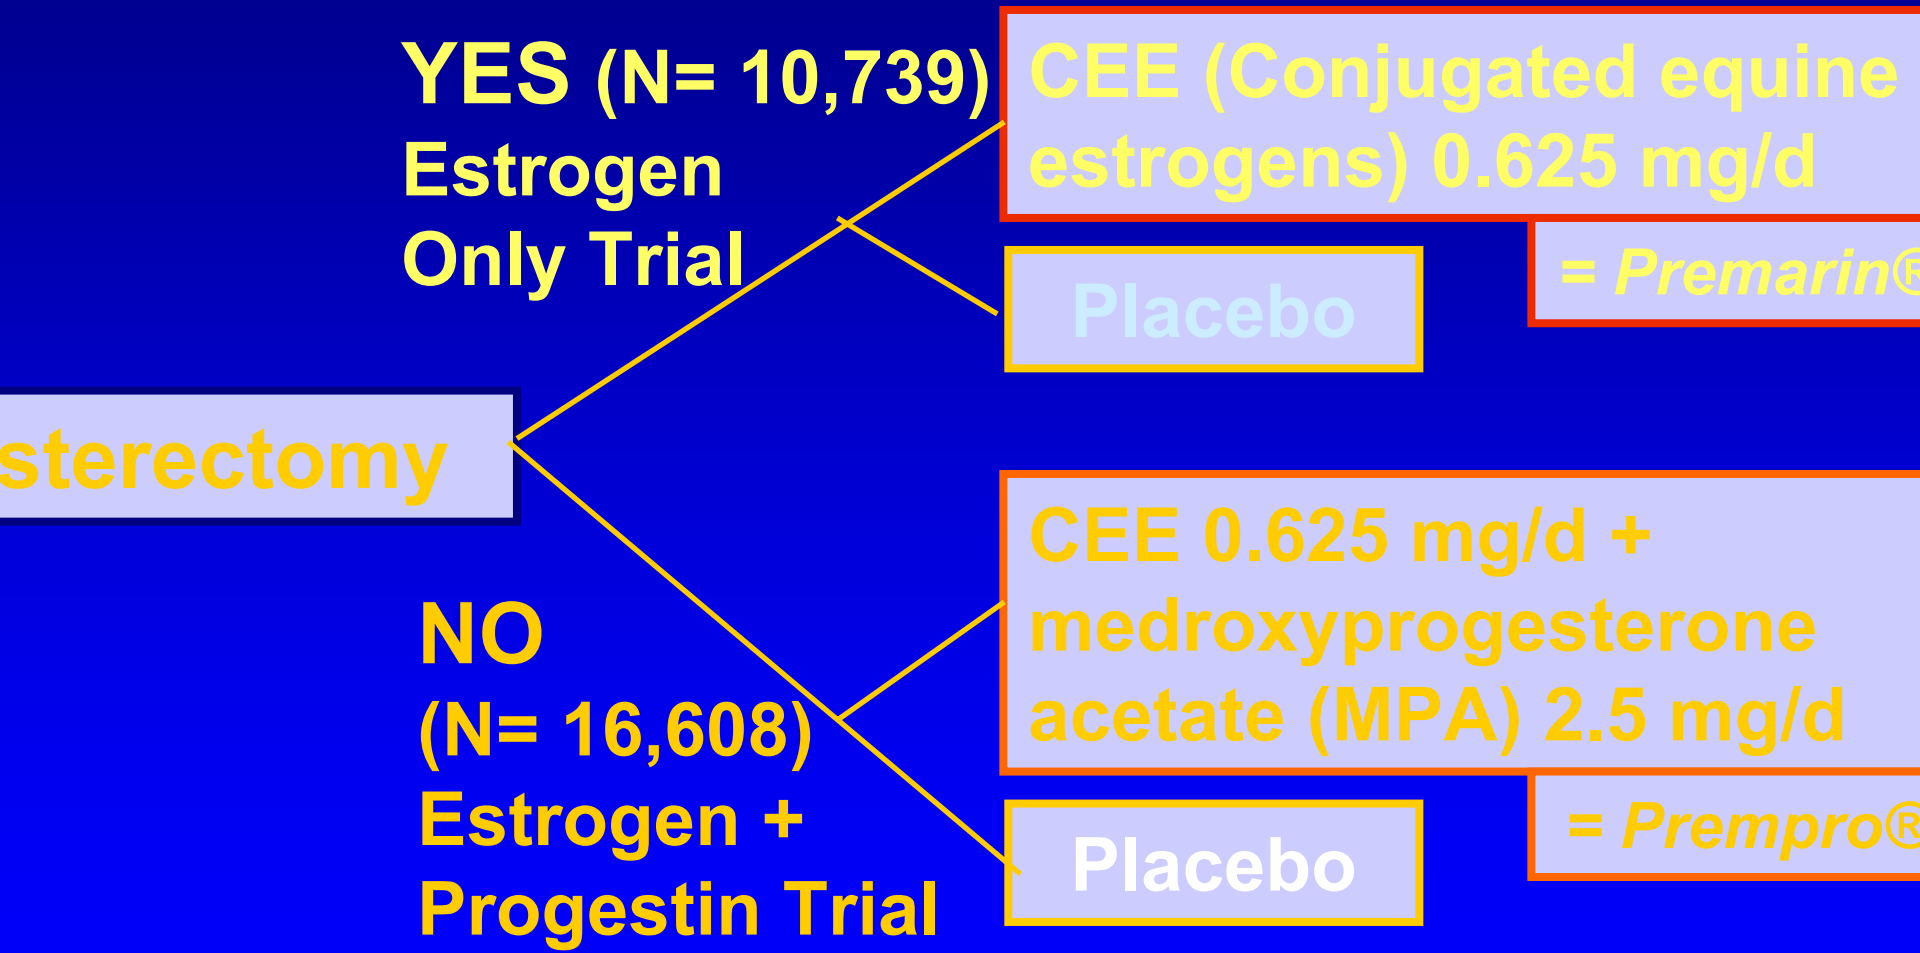 YES (N= 10,739)
Estrogen
Only Trial
CEE (Conjugated equine
estrogens) 0.625 mg/d
= Premarin®
Placebo
sterectomy
NO
(N= 16,608)
Estrogen +
Progestin Trial
CEE 0.625 mg/d +
medroxyprogesterone
acetate (MPA) 2.5 mg/d
= Prempro®
Placebo